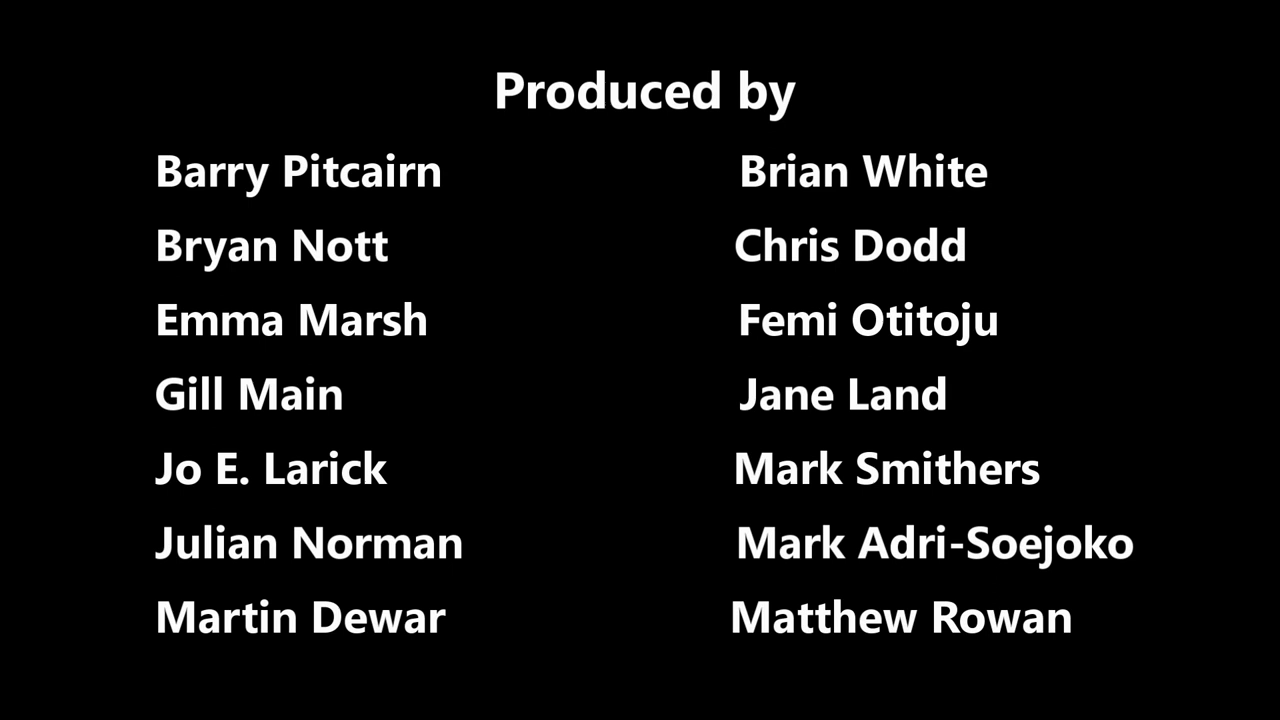 Produced by
Barry Pitcairn Brian White
Bryan Nott Chris Dodd
Emma Marsh Femi Otitoju
Gill Main Jane Land
Jo E. Larick Mark Smithers
Julian Norman Mark Adri-Soejoko
Martin Dewar Matthew Rowan